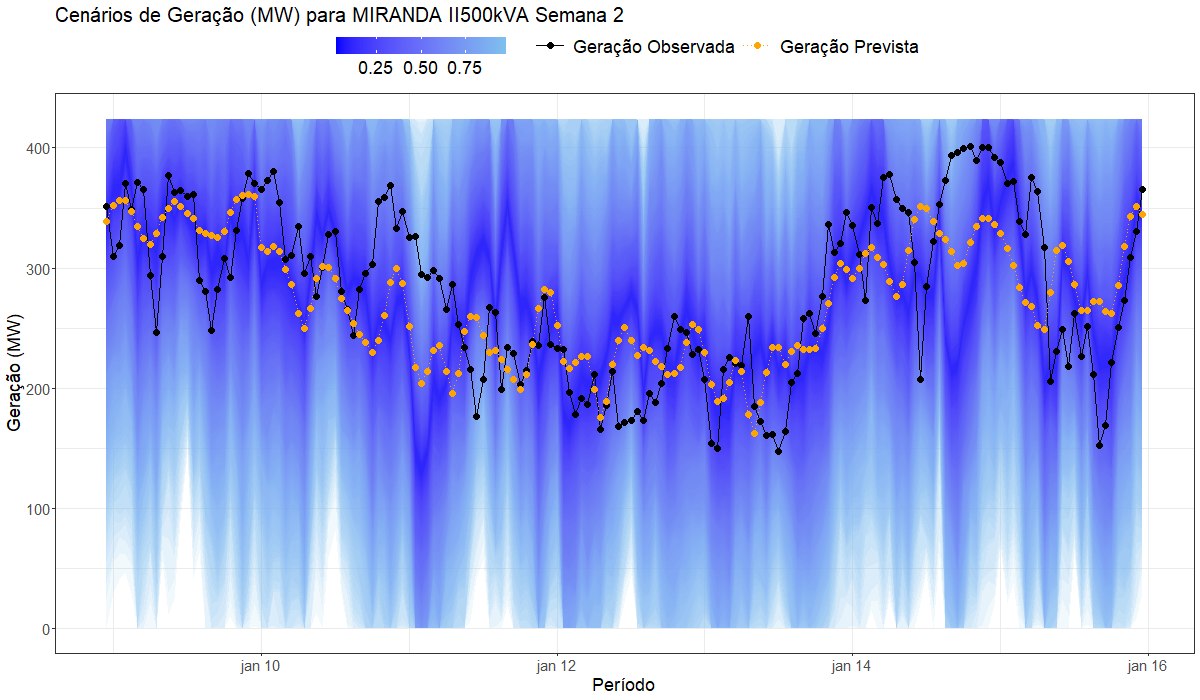 Cenários de Geração (MW) para MIRANDA II500kVA Semana 2
0.25 0.50 0.75
Geração Observada
Geração Prevista
Geração (MW)
400
300
200
100
0
jan 10
jan 12
jan 14
jan 16
Período